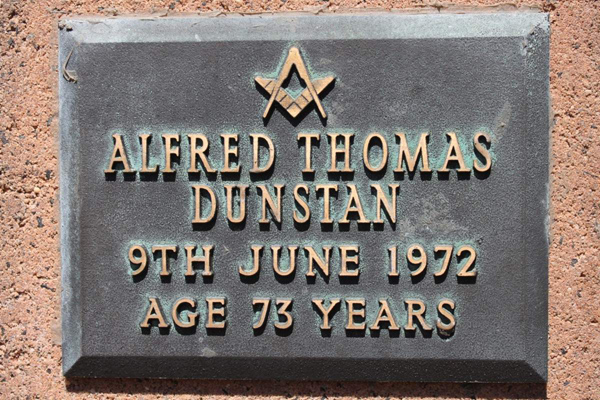 ALFRED THOMAS
DUNSTAN
9TH JUNE 1972
AGE 73 YEARS